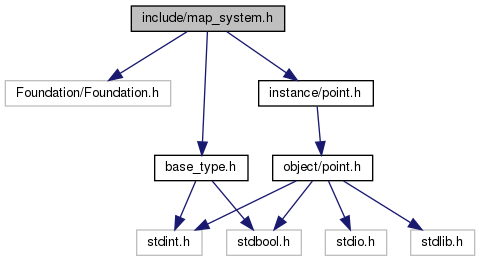 include/map_system.h
Foundation/Foundation.h
instance/point.h
base_type.h
object/point.h
stdint.h
stdbool.h
stdio.h
stdlib.h